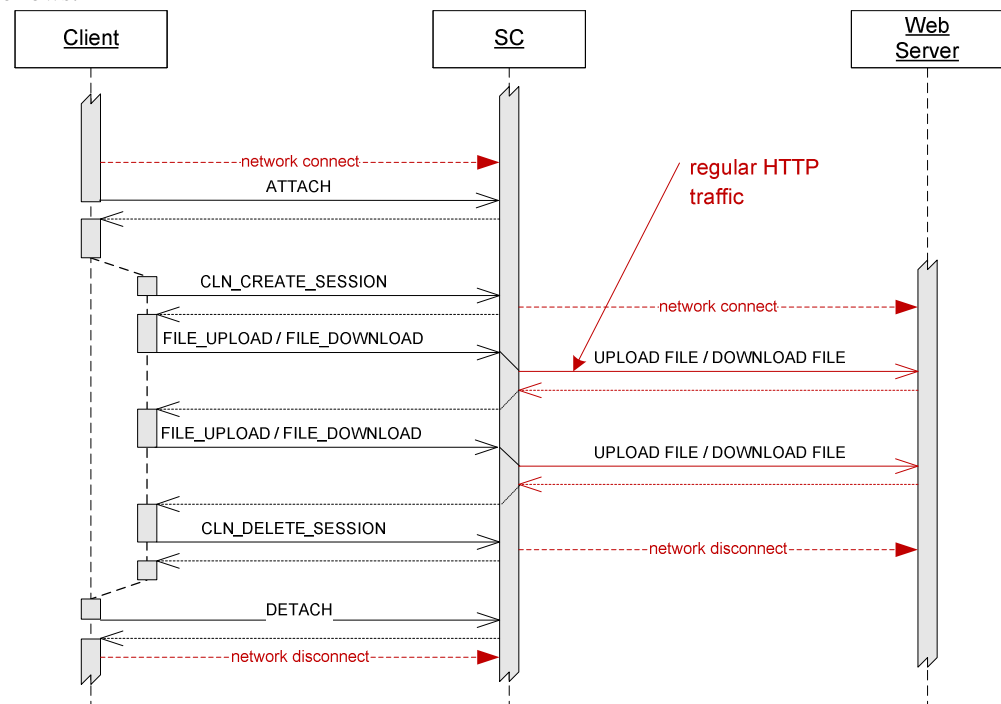 Client
SC
Web
Server
network connect
ATTACH
regular HTTP
traffic
CLN_CREATE_SESSION
network connect
FILE_UPLOAD / FILE_DOWNLOAD
UPLOAD FILE / DOWNLOAD FILE
FILE_UPLOAD / FILE_DOWNLOAD
UPLOAD FILE / DOWNLOAD FILE
CLN_DELETE_SESSION
network disconnect
DETACH
network disconnect